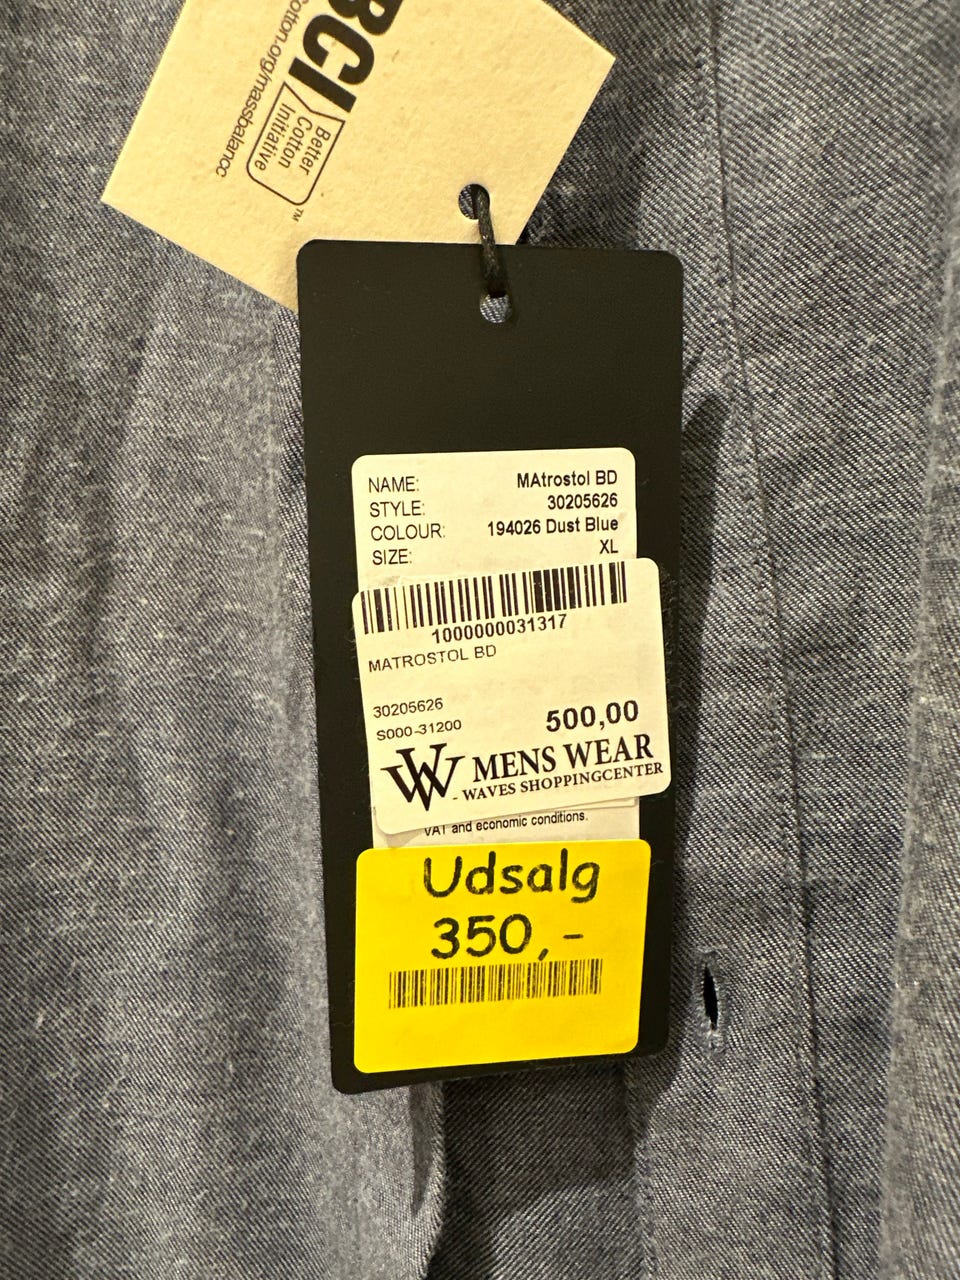 BCI
Better
Cotton
Initiative
TM
cotton.org/massbalance
NAME: MAtrostol BD
STYLE: 30205626
COLOUR: 194026 Dust Blue
SIZE: XL
1000000031317
MATROSTOL BD
30205626
S000-31200 500,00
W MENS WEAR
- WAVES SHOPPINGCENTER
VAT and economic conditions.
Udsalg
350,-